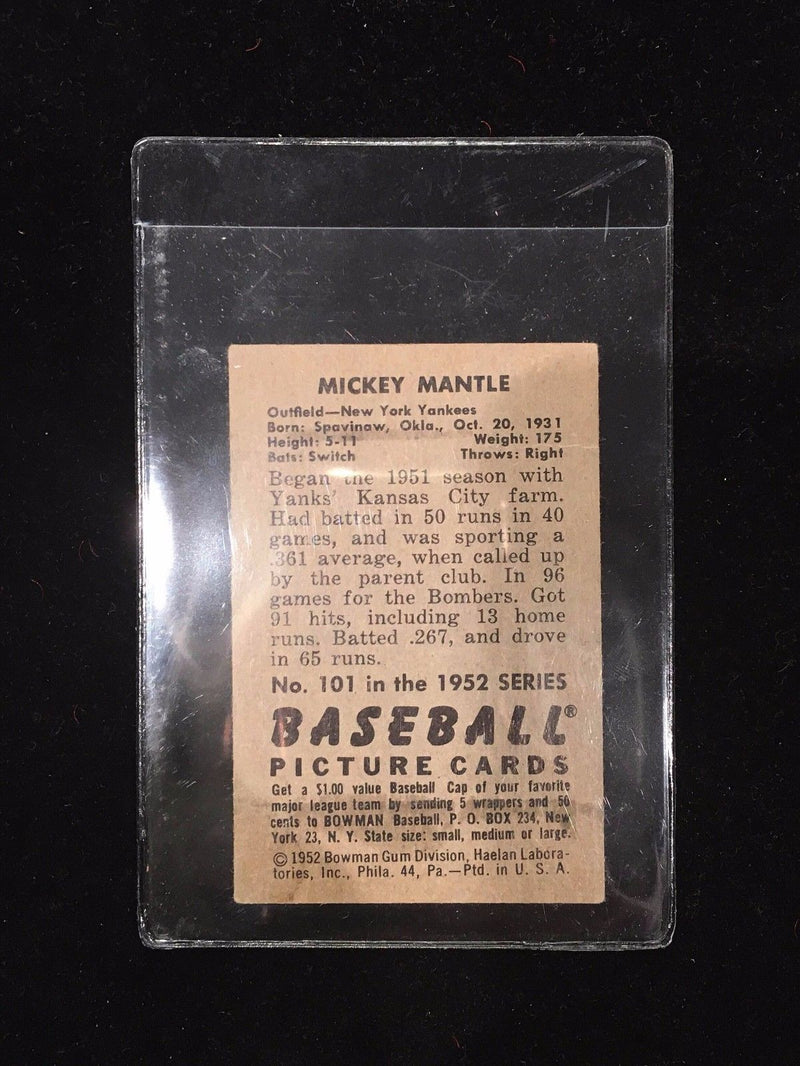 MICKEY MANTLE
Outfield—New York Yankees
Born: Spavinaw, Okla., Oct. 20, 1931
Height: 5-11 Weight: 175
Bats: Switch Throws: Right
Began the 1951 season with
Yanks' Kansas City farm.
Had batted in 50 runs in 40
games, and was sporting a
.361 average, when called up
by the parent club. In 96
games for the Bombers. Got
91 hits, including 13 home
runs. Batted .267, and drove
in 65 runs.
No. 101 in the 1952 SERIES
BASEBALL®
PICTURE CARDS
Get a $1.00 value Baseball Cap of your favorite
major league team by sending 5 wrappers and 50
cents to BOWMAN Baseball, P. O. BOX 234, New
York 23, N. Y. State size: small, medium or large.
© 1952 Bowman Gum Division, Haelan Labora-
tories, Inc., Phila. 44, Pa.—Ptd. in U. S. A.